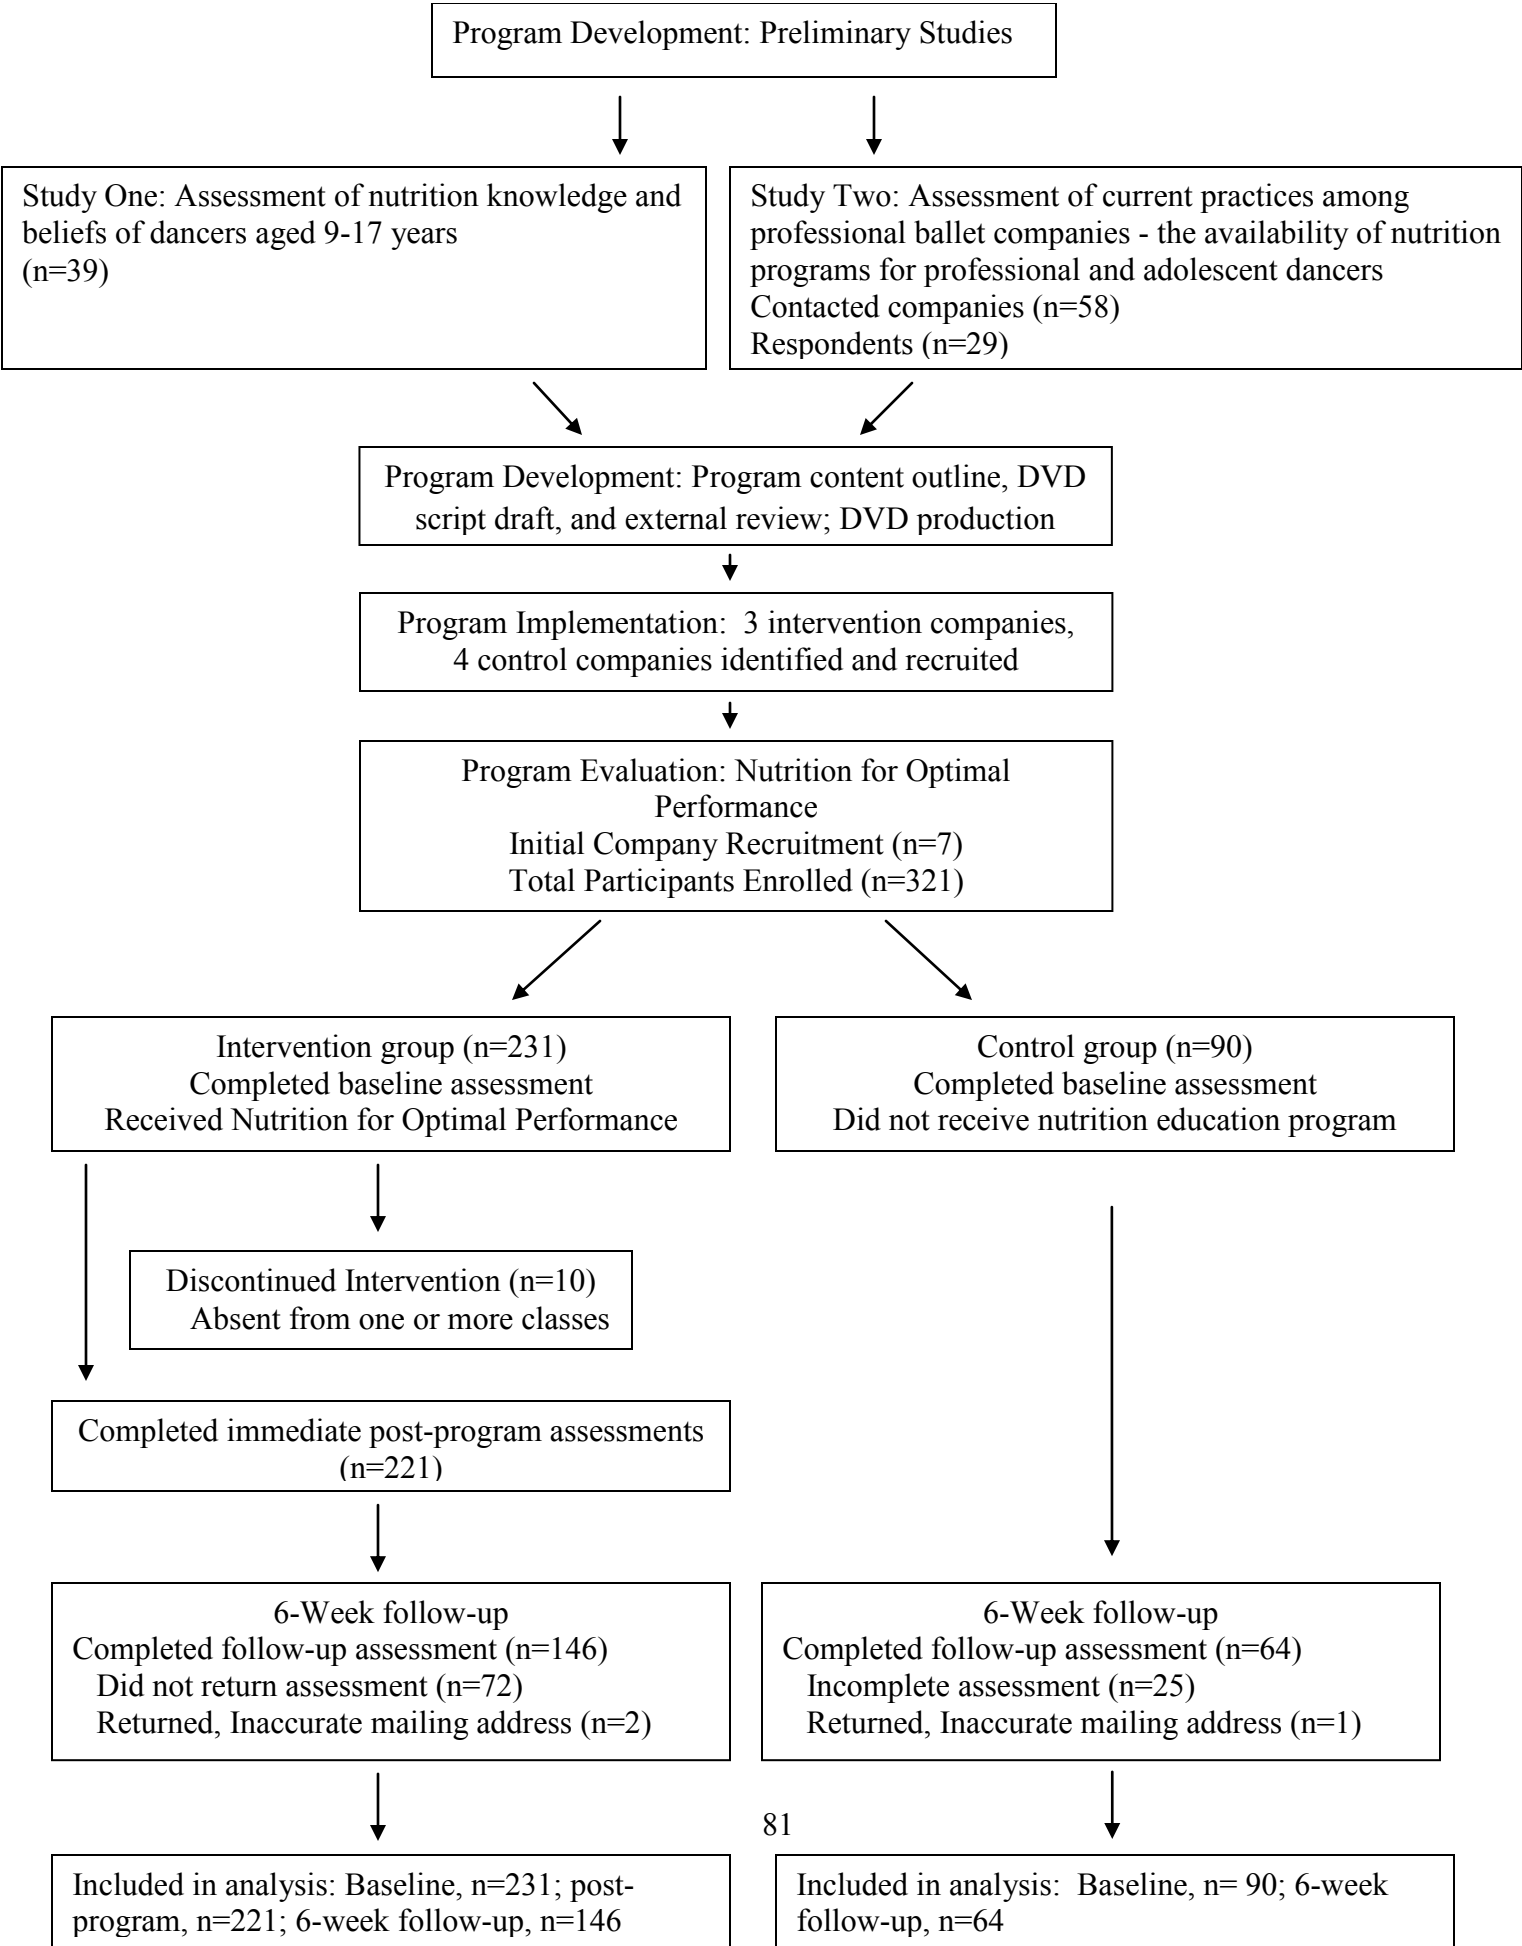 Program Development: Preliminary Studies
Study One: Assessment of nutrition knowledge and
beliefs of dancers aged 9-17 years
(n=39)
Study Two: Assessment of current practices among
professional ballet companies - the availability of nutrition
programs for professional and adolescent dancers
Contacted companies (n=58)
Respondents (n=29)
Program Development: Program content outline, DVD
script draft, and external review; DVD production
Program Implementation:  3 intervention companies,
4 control companies identified and recruited
Program Evaluation: Nutrition for Optimal
Performance
Initial Company Recruitment (n=7)
Total Participants Enrolled (n=321)
Intervention group (n=231)
Completed baseline assessment
Received Nutrition for Optimal Performance
Control group (n=90)
Completed baseline assessment
Did not receive nutrition education program
Discontinued Intervention (n=10)
Absent from one or more classes
Completed immediate post-program assessments
(n=221)
6-Week follow-up
Completed follow-up assessment (n=146)
Did not return assessment (n=72)
Returned, Inaccurate mailing address (n=2)
6-Week follow-up
Completed follow-up assessment (n=64)
Incomplete assessment (n=25)
Returned, Inaccurate mailing address (n=1)
81
Included in analysis: Baseline, n=231; post-
program, n=221; 6-week follow-up, n=146
Included in analysis:  Baseline, n= 90; 6-week
follow-up, n=64